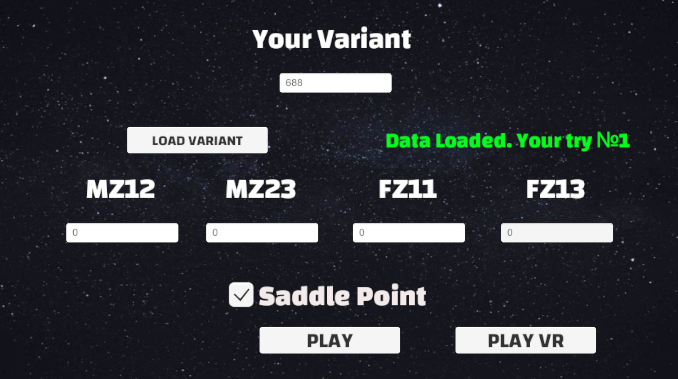 Your Variant
688
LOAD VARIANT
Data Loaded. Your try №1
MZ12 MZ23 FZ11 FZ13
0 0 0 0
Saddle Point
PLAY PLAY VR